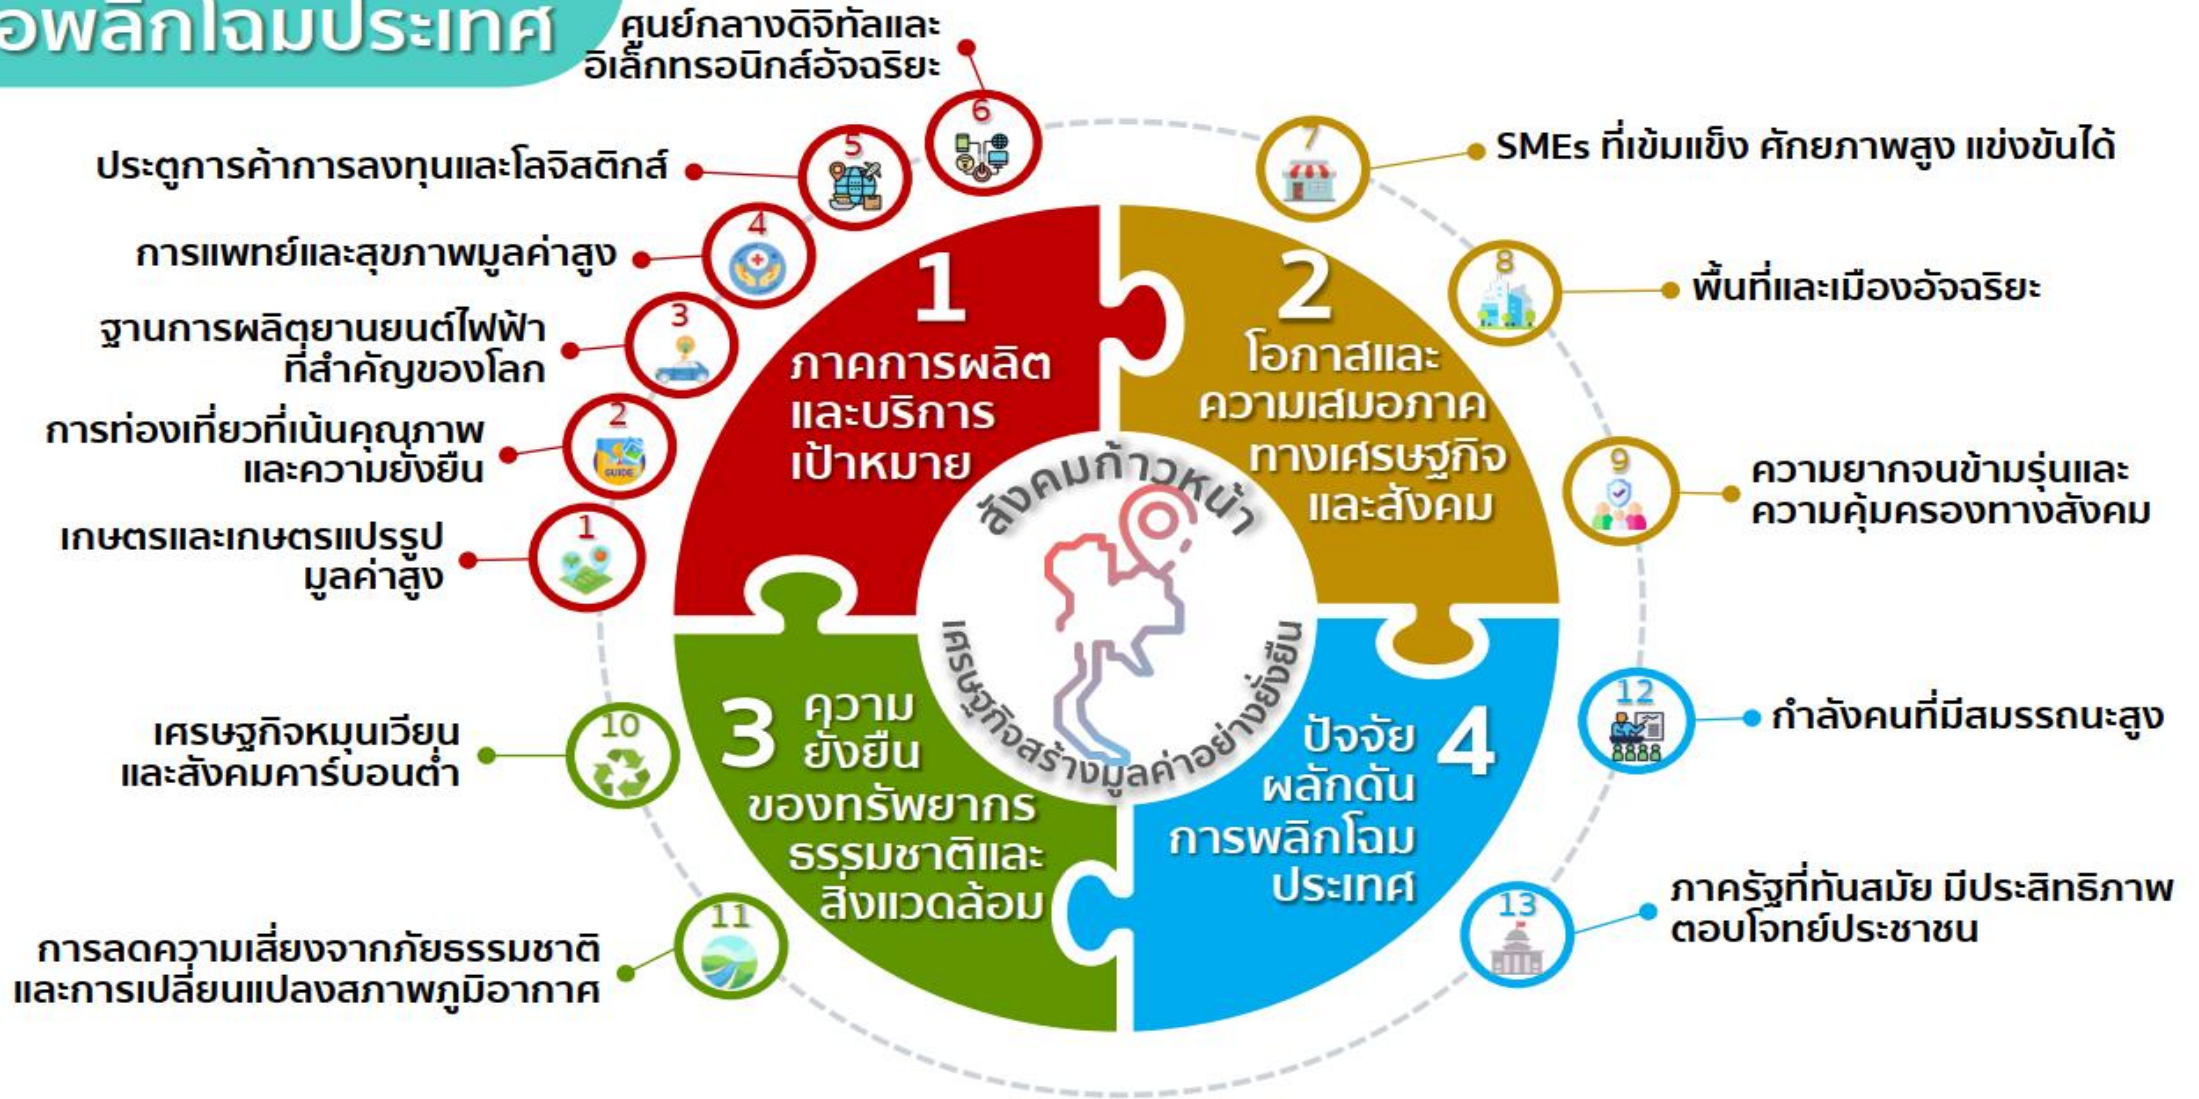 อพลิกโฉมประเทศ
ศูนย์กลางดิจิทัลและ
อิเล็กทรอนิกส์อัจฉริยะ
6
5
ประตูการค้าการลงทุนและโลจิสติกส์
4
การแพทย์และสุขภาพมูลค่าสูง
3
ฐานการผลิตยานยนต์ไฟฟ้า
ที่สำคัญของโลก
2
GUIDE
การท่องเที่ยวที่เน้นคุณภาพ
และความยั่งยืน
1
เกษตรและเกษตรแปรรูป
มูลค่าสูง
7
SMEs ที่เข้มแข็ง ศักยภาพสูง แข่งขันได้
8
พื้นที่และเมืองอัจฉริยะ
9
ความยากจนข้ามรุ่นและ
ความคุ้มครองทางสังคม
1
ภาคการผลิต
และบริการ
เป้าหมาย
2
โอกาสและ
ความเสมอภาค
ทางเศรษฐกิจ
และสังคม
สังคมก้าวหน้า
เศรษฐกิจสร้างมูลค่าอย่างยั่งยืน
3
ความ
ยั่งยืน
ของทรัพยากร
ธรรมชาติและ
สิ่งแวดล้อม
4
ปัจจัย
ผลักดัน
การพลิกโฉม
ประเทศ
10
เศรษฐกิจหมุนเวียน
และสังคมคาร์บอนต่ำ
11
การลดความเสี่ยงจากภัยธรรมชาติ
และการเปลี่ยนแปลงสภาพภูมิอากาศ
12
กำลังคนที่มีสมรรถนะสูง
13
ภาครัฐที่ทันสมัย มีประสิทธิภาพ
ตอบโจทย์ประชาชน